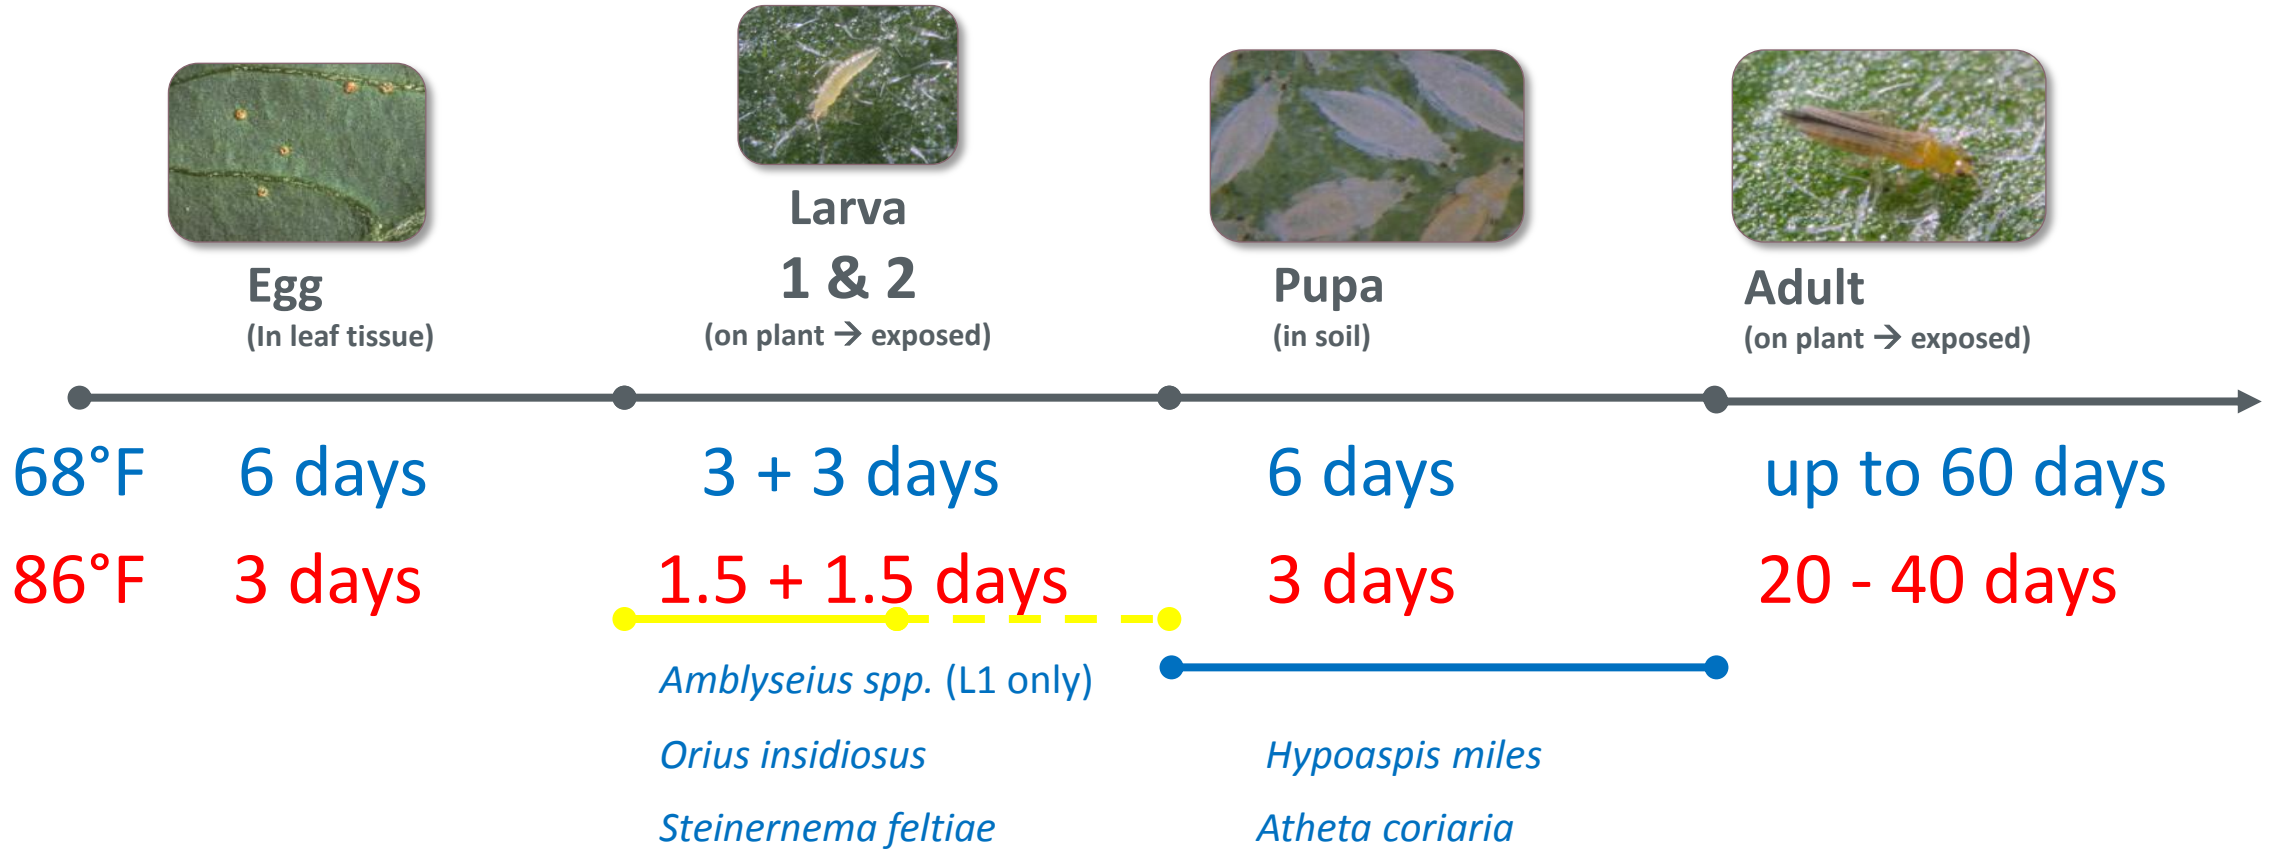 Egg
(In leaf tissue)
Larva
1 & 2
(on plant → exposed)
Pupa
(in soil)
Adult
(on plant → exposed)
68°F 6 days 3 + 3 days 6 days up to 60 days
86°F 3 days 1.5 + 1.5 days 3 days 20 - 40 days
Amblyseius spp. (L1 only)
Orius insidiosus
Steinernema feltiae
Hypoaspis miles
Atheta coriaria